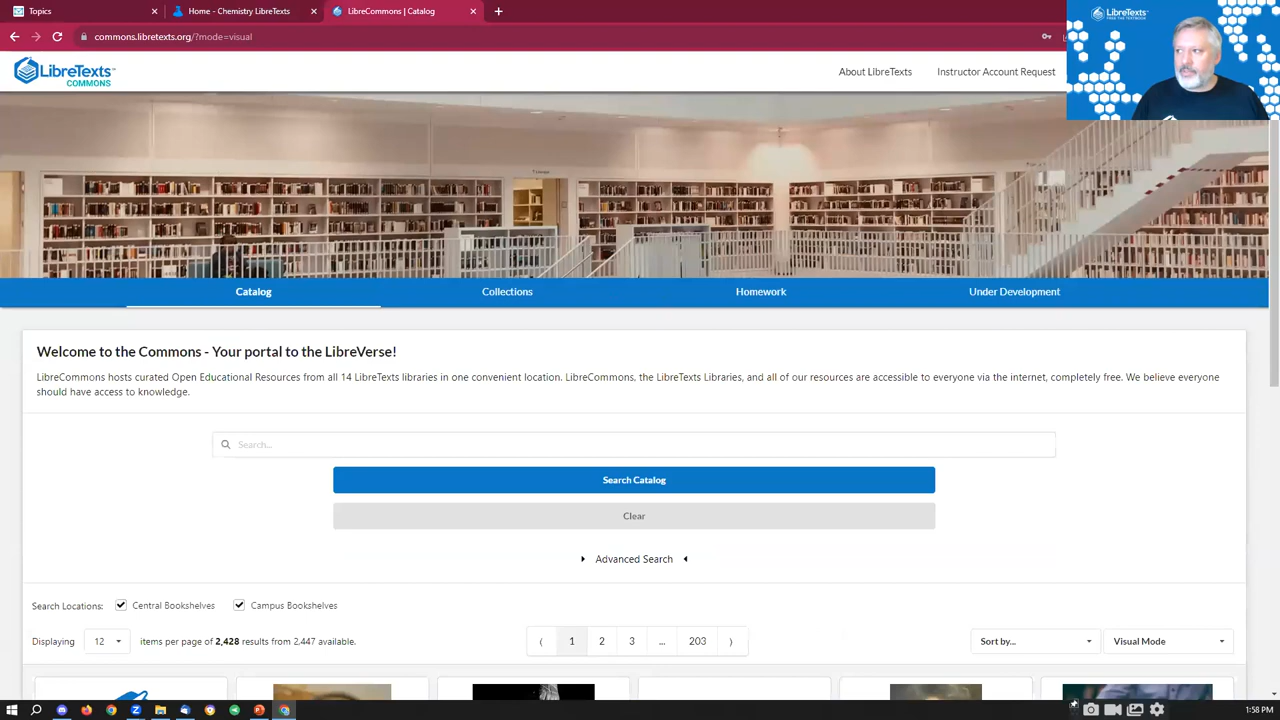 Topics
Home - Chemistry LibreTexts
LibreCommons | Catalog
commons.libretexts.org/?mode=visual
LibreTexts
FREE THE TEXTBOOK
LibreTexts™
COMMONS
About LibreTexts
Instructor Account Request
Catalog
Collections
Homework
Under Development
Welcome to the Commons - Your portal to the LibreVerse!
LibreCommons hosts curated Open Educational Resources from all 14 LibreTexts libraries in one convenient location. LibreCommons, the LibreTexts Libraries, and all of our resources are accessible to everyone via the internet, completely free. We believe everyone
should have access to knowledge.
Search...
Search Catalog
Clear
Advanced Search
Search Locations: Central Bookshelves Campus Bookshelves
Displaying 12 items per page of 2,428 results from 2,447 available.
1 2 3 ... 203
Sort by...
Visual Mode
1:58 PM